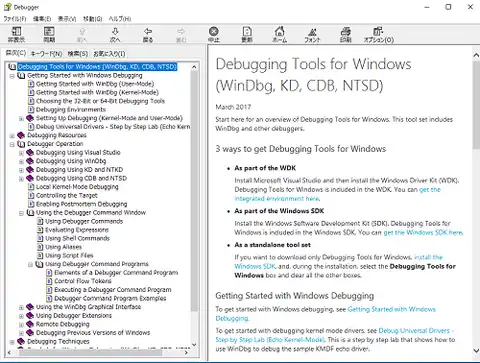 Debugger
ファイル(F) 編集(E) 表示(V) 移動(G) ヘルプ(H)
非表示 同期 前へ 次へ 戻る 進む 中止 更新 ホーム フォント 印刷 オプション(O)
目次(C) キーワード(N) 検索(S) お気に入り(I)
Debugging Tools for Windows (WinDbg, KD, CDB, NTSD)
Getting Started with Windows Debugging
Getting Started with WinDbg (User-Mode)
Getting Started with WinDbg (Kernel-Mode)
Choosing the 32-Bit or 64-Bit Debugging Tools
Debugging Environments
Setting Up Debugging (Kernel-Mode and User-Mode)
Debug Universal Drivers - Step by Step Lab (Echo Kern
Debugging Resources
Debugger Operation
Debugging Using Visual Studio
Debugging Using WinDbg
Debugging Using KD and NTKD
Debugging Using CDB and NTSD
Local Kernel-Mode Debugging
Controlling the Target
Enabling Postmortem Debugging
Using the Debugger Command Window
Using Debugger Commands
Evaluating Expressions
Using Shell Commands
Using Aliases
Using Script Files
Using Debugger Command Programs
Elements of a Debugger Command Program
Control Flow Tokens
Executing a Debugger Command Program
Debugger Command Program Examples
Using the WinDbg Graphical Interface
Using Debugger Extensions
Remote Debugging
Debugging Previous Versions of Windows
Debugging Techniques
Debugging Tools for Windows
(WinDbg, KD, CDB, NTSD)
March 2017
Start here for an overview of Debugging Tools for Windows. This tool set includes
WinDbg and other debuggers.
3 ways to get Debugging Tools for Windows
• As part of the WDK
Install Microsoft Visual Studio and then install the Windows Driver Kit (WDK).
Debugging Tools for Windows is included in the WDK. You can get the
integrated environment here.
• As part of the Windows SDK
Install the Windows Software Development Kit (SDK). Debugging Tools for
Windows is included in the Windows SDK. You can get the Windows SDK here.
• As a standalone tool set
If you want to download only Debugging Tools for Windows, install
the Windows SDK, and, during the installation, select the Debugging Tools for
Windows box and clear all the other boxes.
Getting Started with Windows Debugging
To get started with Windows debugging, see Getting Started with Windows
Debugging.
To get started with debugging kernel mode drivers, see Debug Universal Drivers -
Step by Step Lab (Kernel-Mode). This is a step by step lab that shows how to
use WinDbg to debug the sample KMDF echo driver.